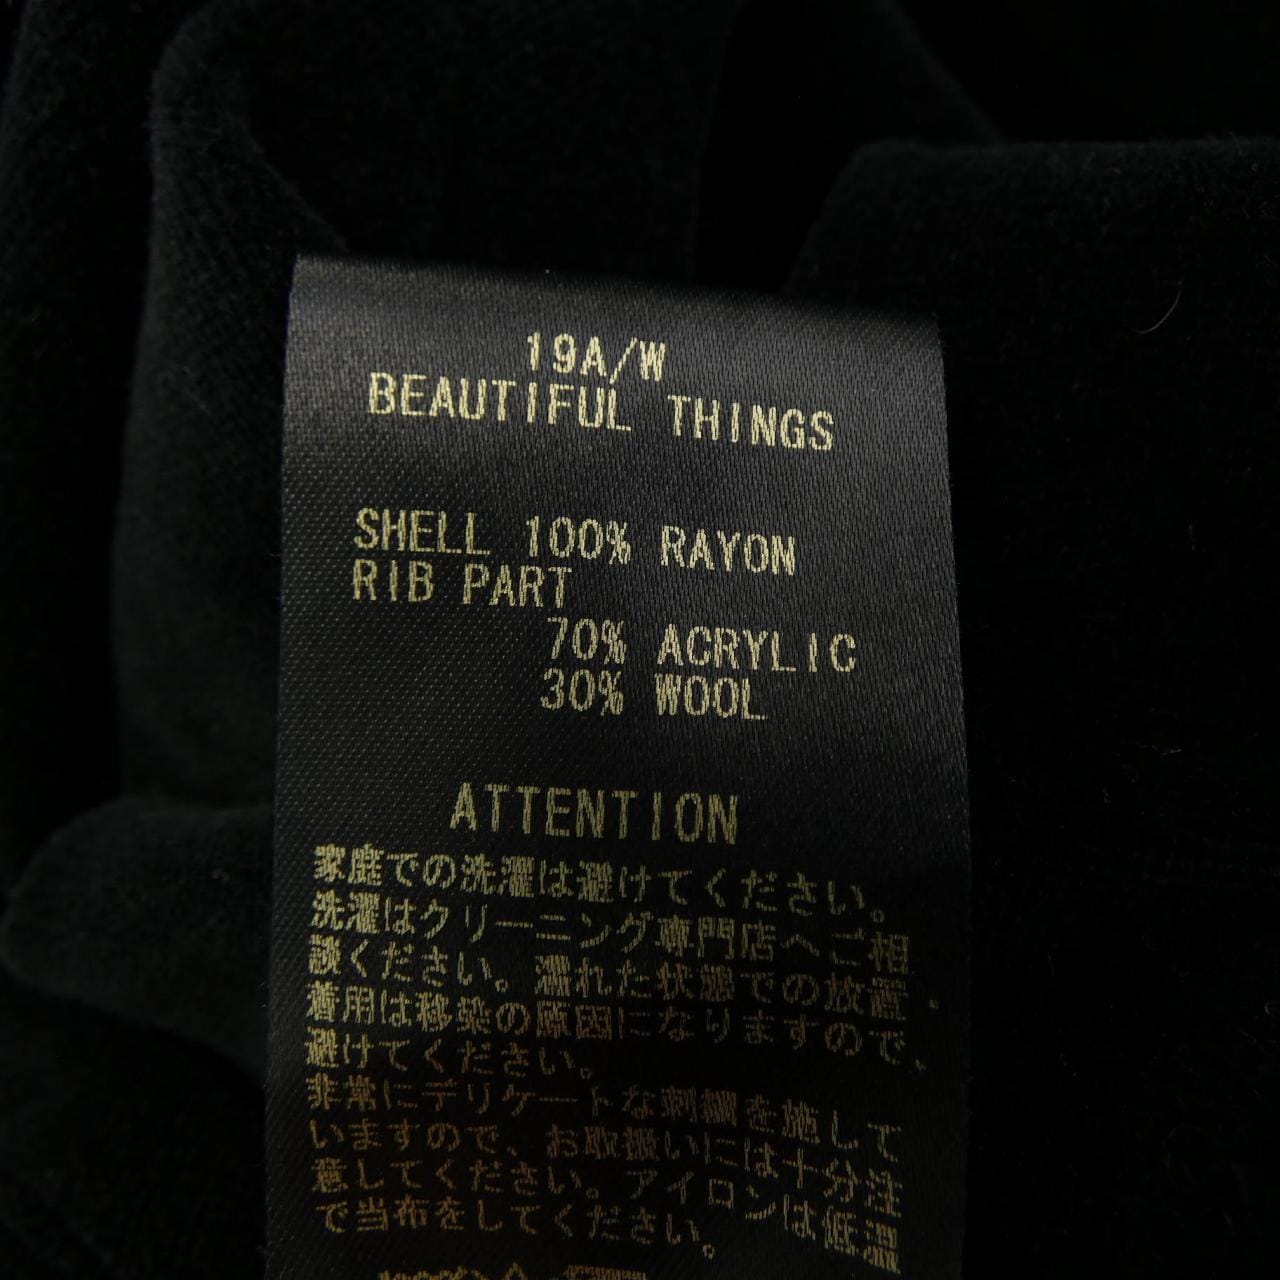 19A/W
BEAUTIFUL THINGS
SHELL 100% RAYON
RIB PART
70% ACRYLIC
30% WOOL
ATTENTION
家庭での洗濯は避けてください。
洗濯はクリーニング専門店へご相
談ください。濡れた状態での放置・
着用は移染の原因になりますので、
避けてください。
非常にデリケートな刺繍を施して
いますので、お取扱いには十分注
意してください。アイロンは低温
で当布をしてください。